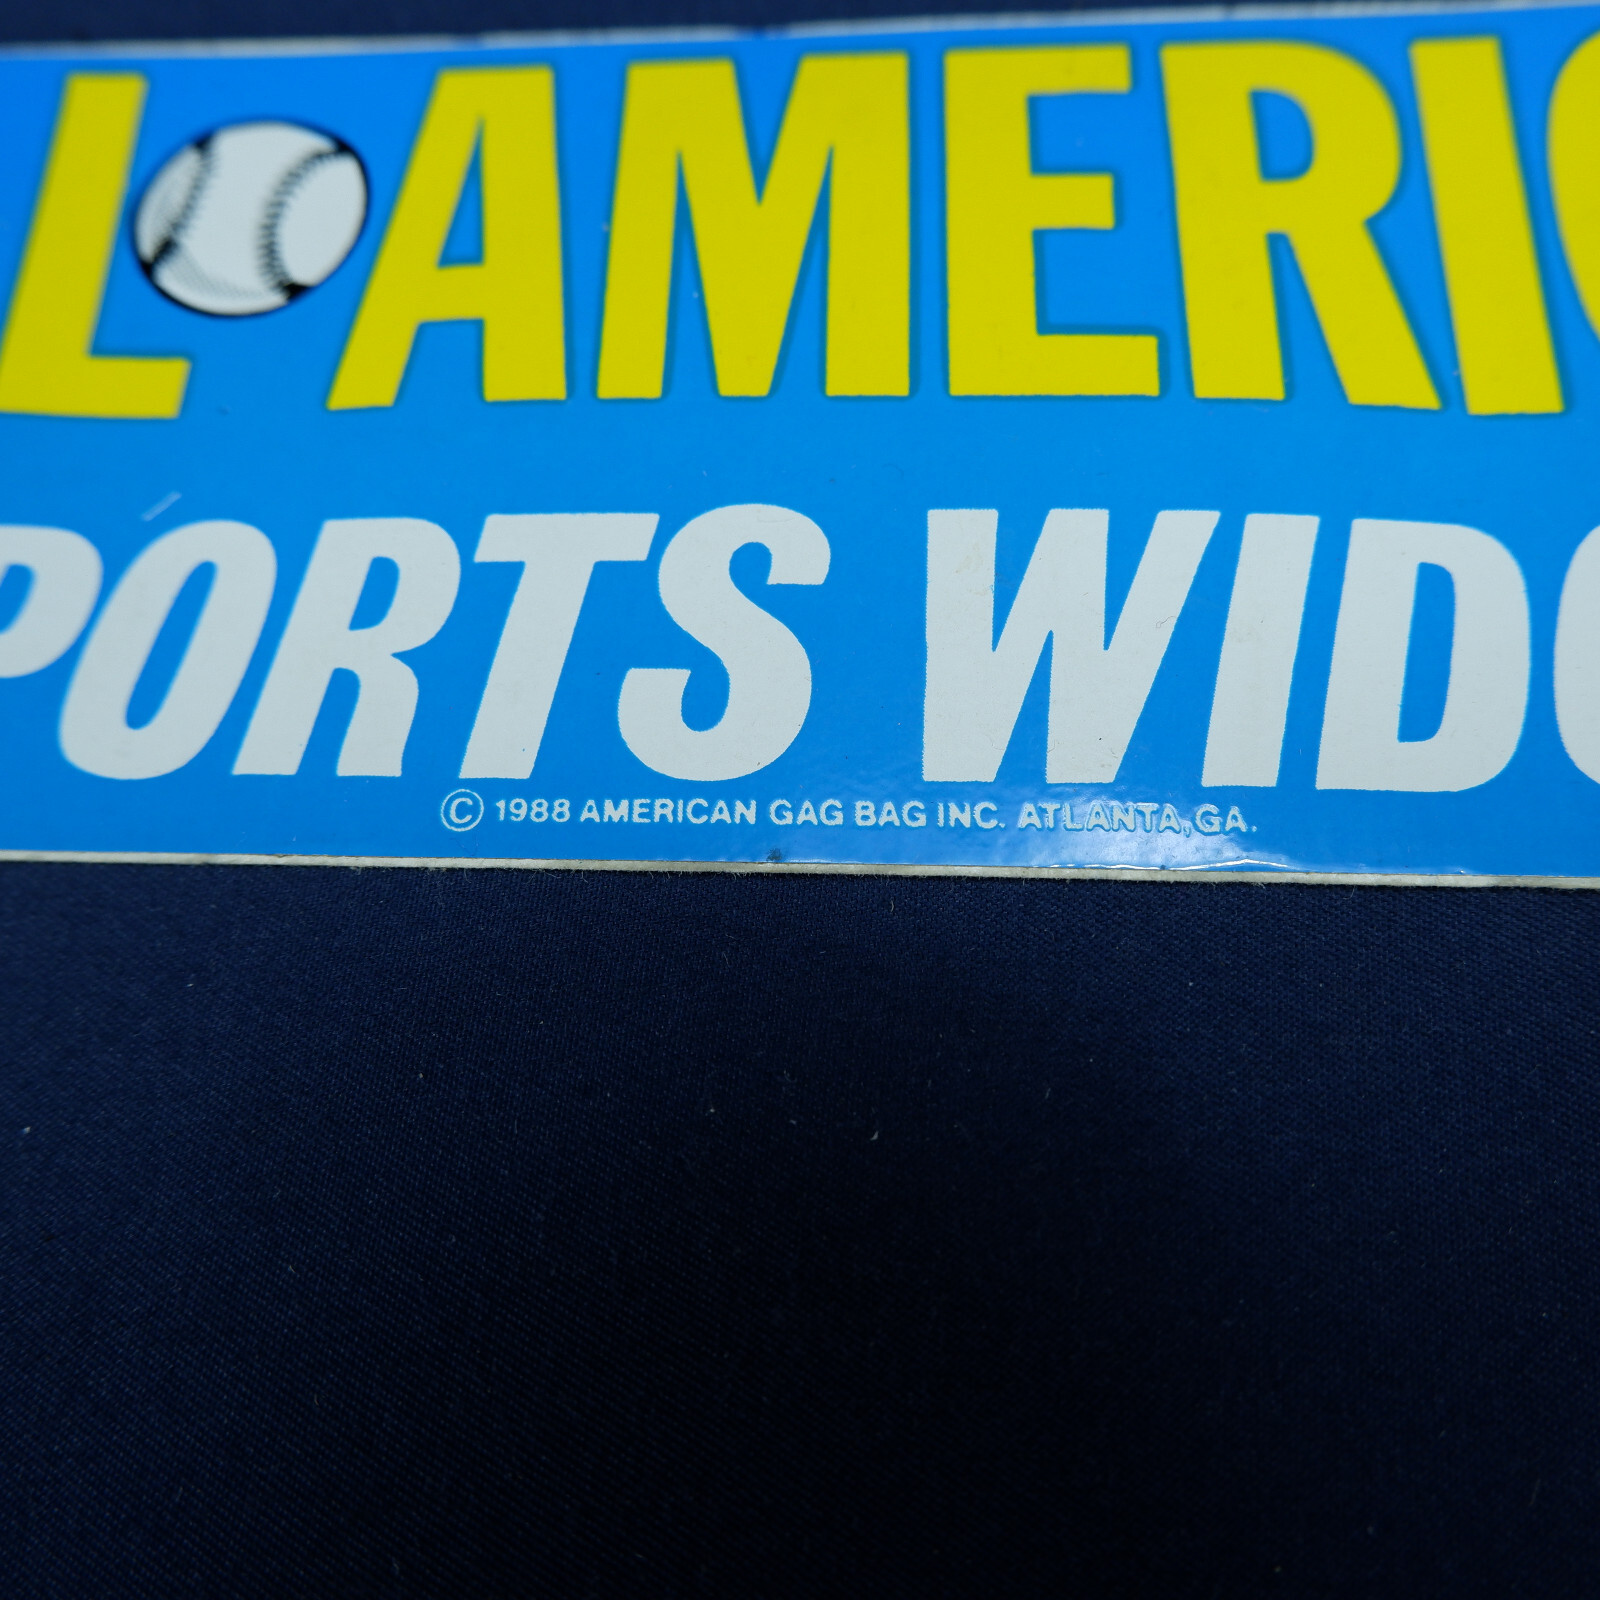 L AMERIC
PORTS WIDO
© 1988 AMERICAN GAG BAG INC. ATLANTA, GA.